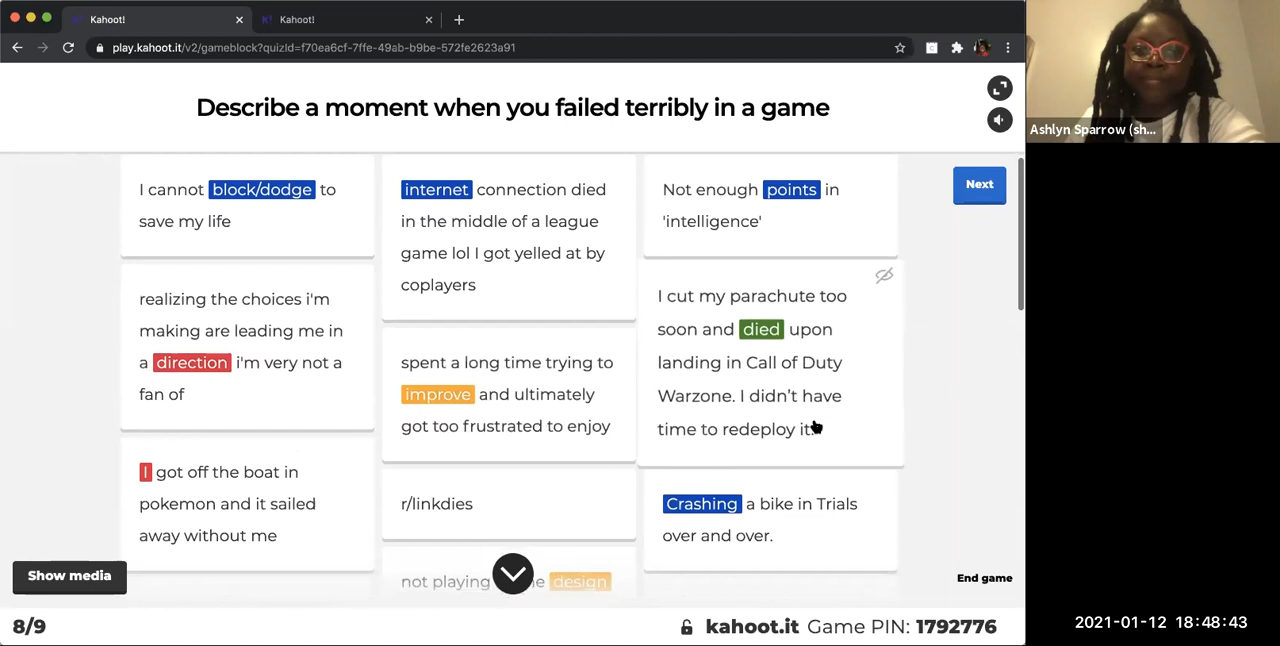 Kahoot!
Kahoot!
play.kahoot.it/v2/gameblock?quizId=f70ea6cf-7ffe-49ab-b9be-572fe2623a91
Describe a moment when you failed terribly in a game
I cannot block/dodge to
save my life
realizing the choices i'm
making are leading me in
a direction i'm very not a
fan of
I got off the boat in
pokemon and it sailed
away without me
internet connection died
in the middle of a league
game lol I got yelled at by
coplayers
spent a long time trying to
improve and ultimately
got too frustrated to enjoy
r/linkdies
not playing design
Not enough points in
'intelligence'
I cut my parachute too
soon and died upon
landing in Call of Duty
Warzone. I didn't have
time to redeploy it
Crashing a bike in Trials
over and over.
Next
Show media
End game
8/9
kahoot.it Game PIN: 1792776
Ashlyn Sparrow (sh...
2021-01-12 18:48:43